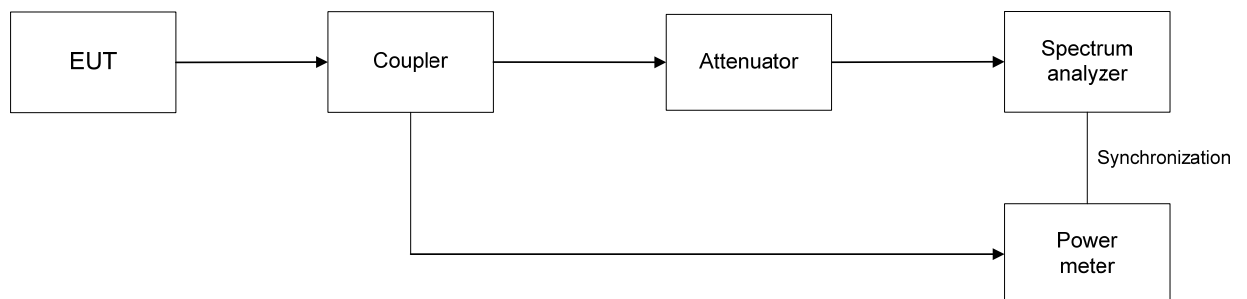 EUT
Coupler
Attenuator
Spectrum
analyzer
Synchronization
Power
meter